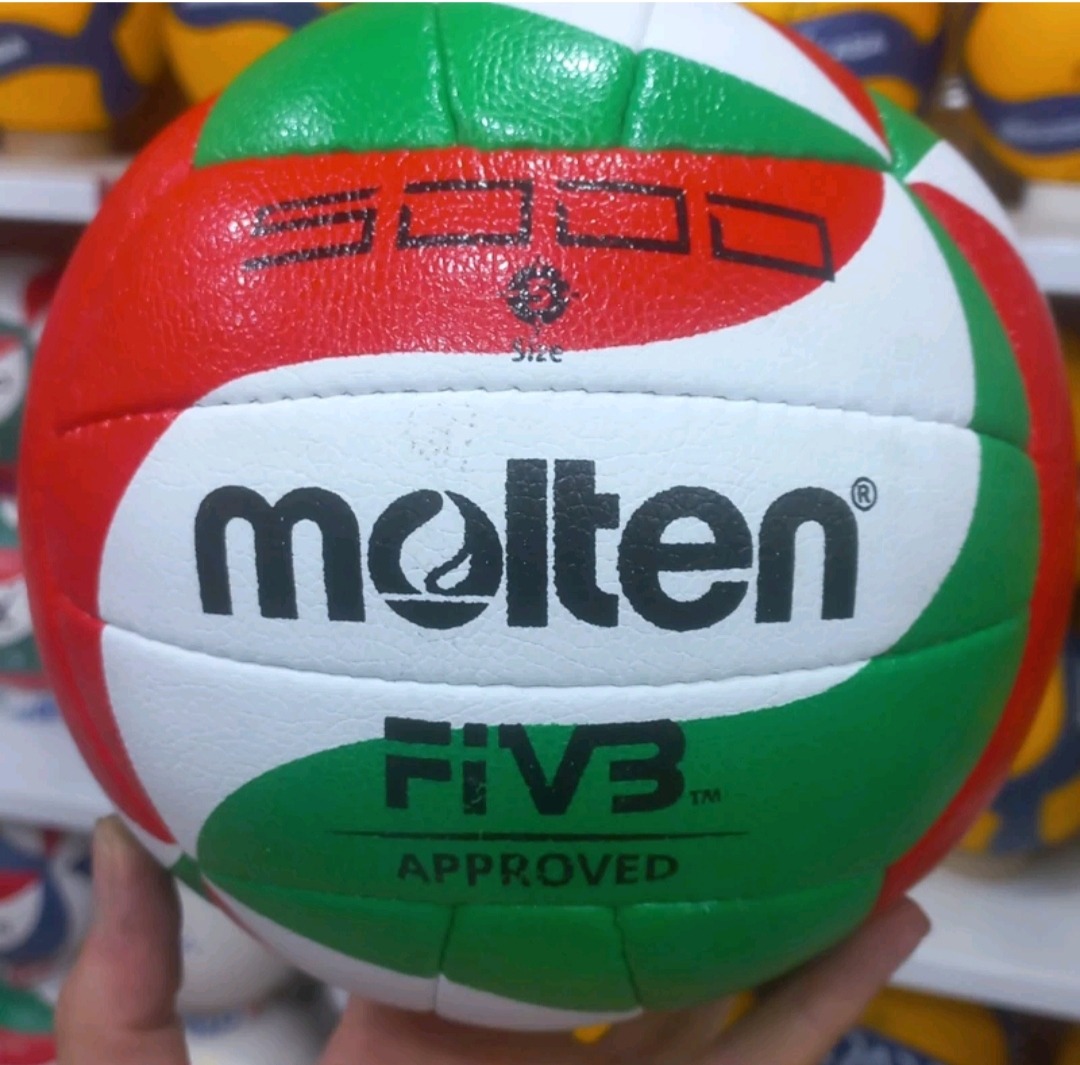 5000
5
Size
molten®
FiVB™
APPROVED